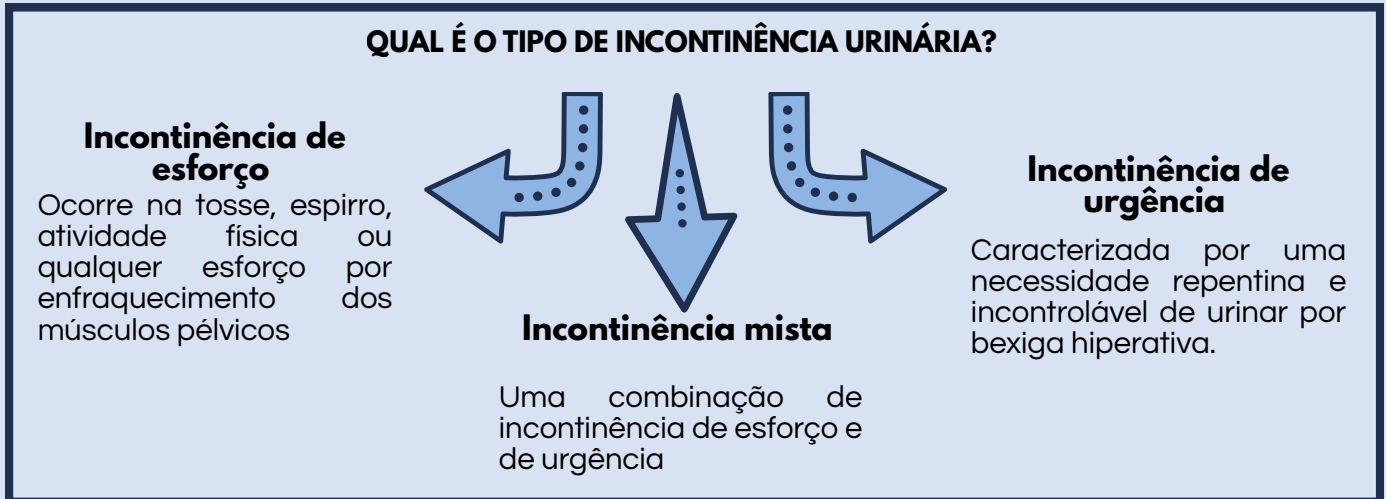 QUAL É O TIPO DE INCONTINÊNCIA URINÁRIA?
Incontinência de
esforço
Ocorre na tosse, espirro,
atividade física ou
qualquer esforço por
enfraquecimento dos
músculos pélvicos
Incontinência mista
Uma combinação de
incontinência de esforço e
de urgência
Incontinência de
urgência
Caracterizada por uma
necessidade repentina e
incontrolável de urinar por
bexiga hiperativa.